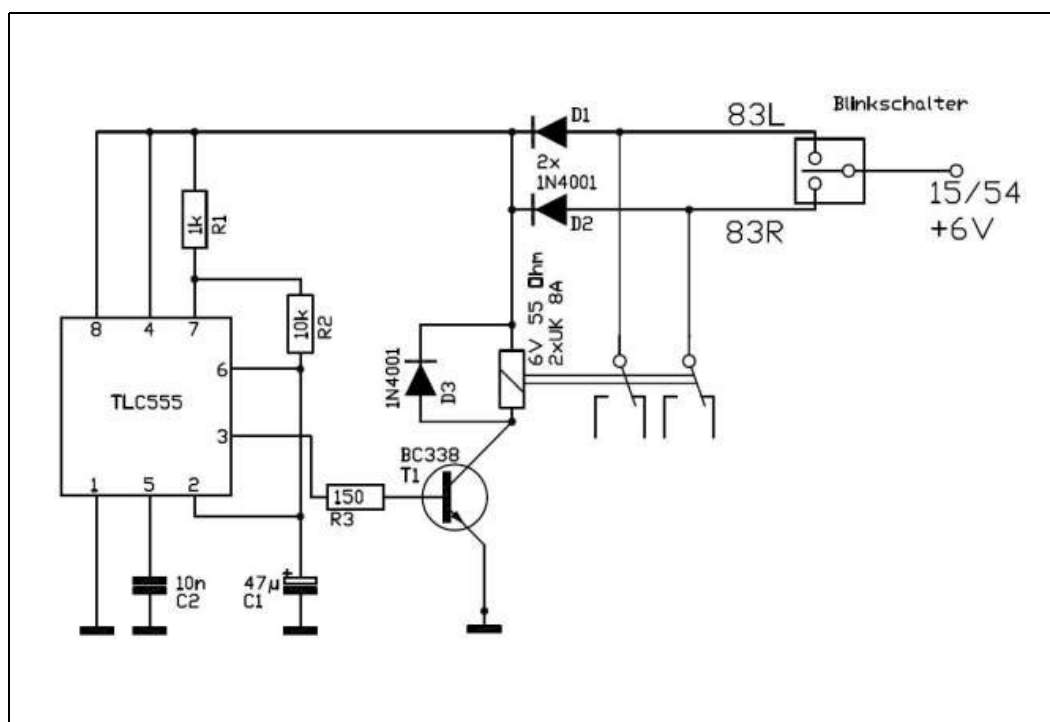 Blinkschalter
83L
D1
2x
1N4001
15/54
+6V
83R
D2
1k
R1
10k
R2
6V 55 Ohm
2xUK 8A
1N4001
D3
8
4
7
6
TLC555
3
1
5
2
BC338
T1
150
R3
10n
C2
+
47µ
C1